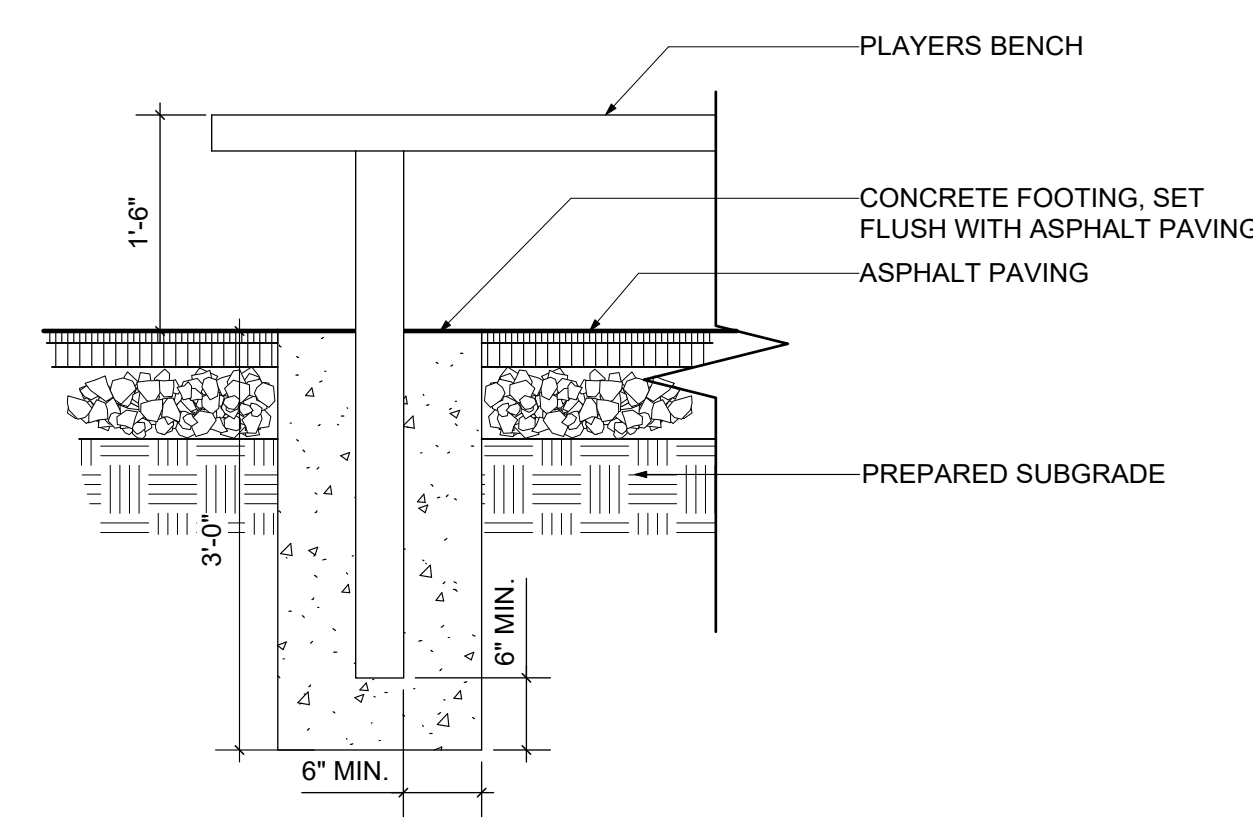 PLAYERS BENCH
1'-6"
CONCRETE FOOTING, SET
FLUSH WITH ASPHALT PAVING
ASPHALT PAVING
PREPARED SUBGRADE
3'-0"
6" MIN.
6" MIN.